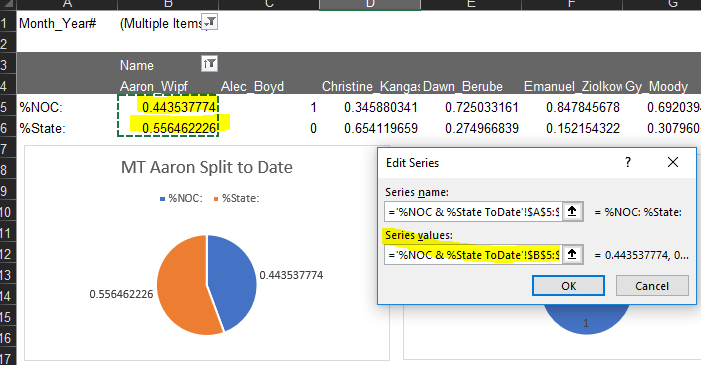 A B C D E F G
1 Month_Year# (Multiple Items)
2
3 Name
4 Aaron_Wipf Alec_Boyd Christine_Kangas Dawn_Berube Emanuel_Ziolkow Gy_Moody
5 %NOC: 0.443537774 1 0.345880341 0.725033161 0.847845678 0.692039
6 %State: 0.556462226 0 0.654119659 0.274966839 0.152154322 0.307960
7
8 MT Aaron Split to Date
9 %NOC: %State:
10
11
12
13
14
15
16
17
0.443537774
0.556462226
1
Edit Series ? ×
Series name:
='%NOC & %State ToDate'!$A$5:$ = %NOC: %State:
Series values:
='%NOC & %State ToDate'!$B$5:$ = 0.443537774, 0...
OK Cancel